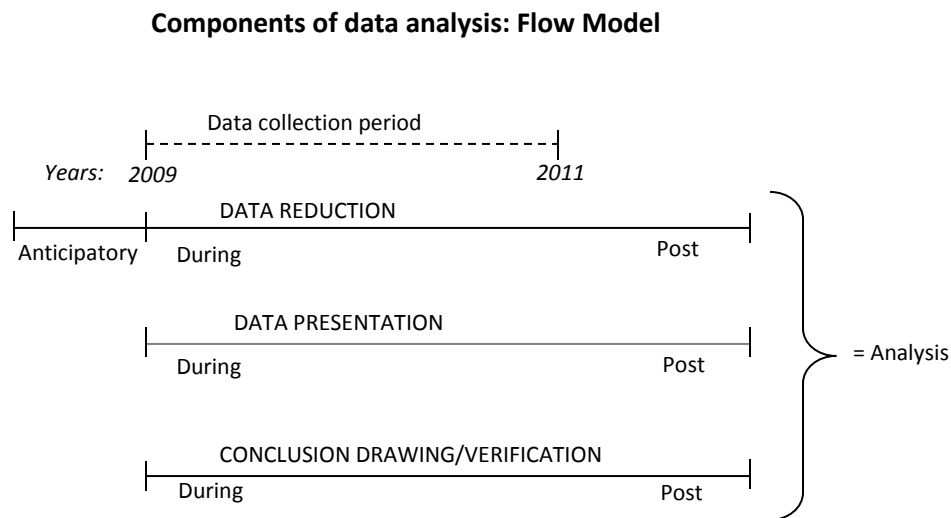 Components of data analysis: Flow Model
Data collection period
Years: 2009 2011
DATA REDUCTION
Anticipatory During Post
DATA PRESENTATION
During Post
= Analysis
CONCLUSION DRAWING/VERIFICATION
During Post